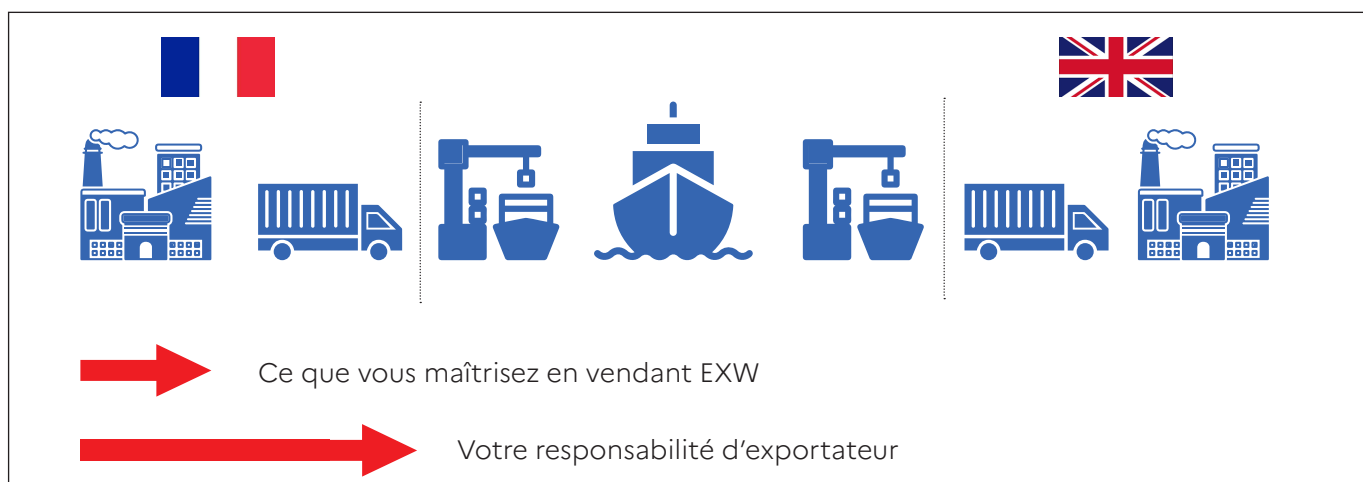 Ce que vous maîtrisez en vendant EXW
Votre responsabilité d’exportateur